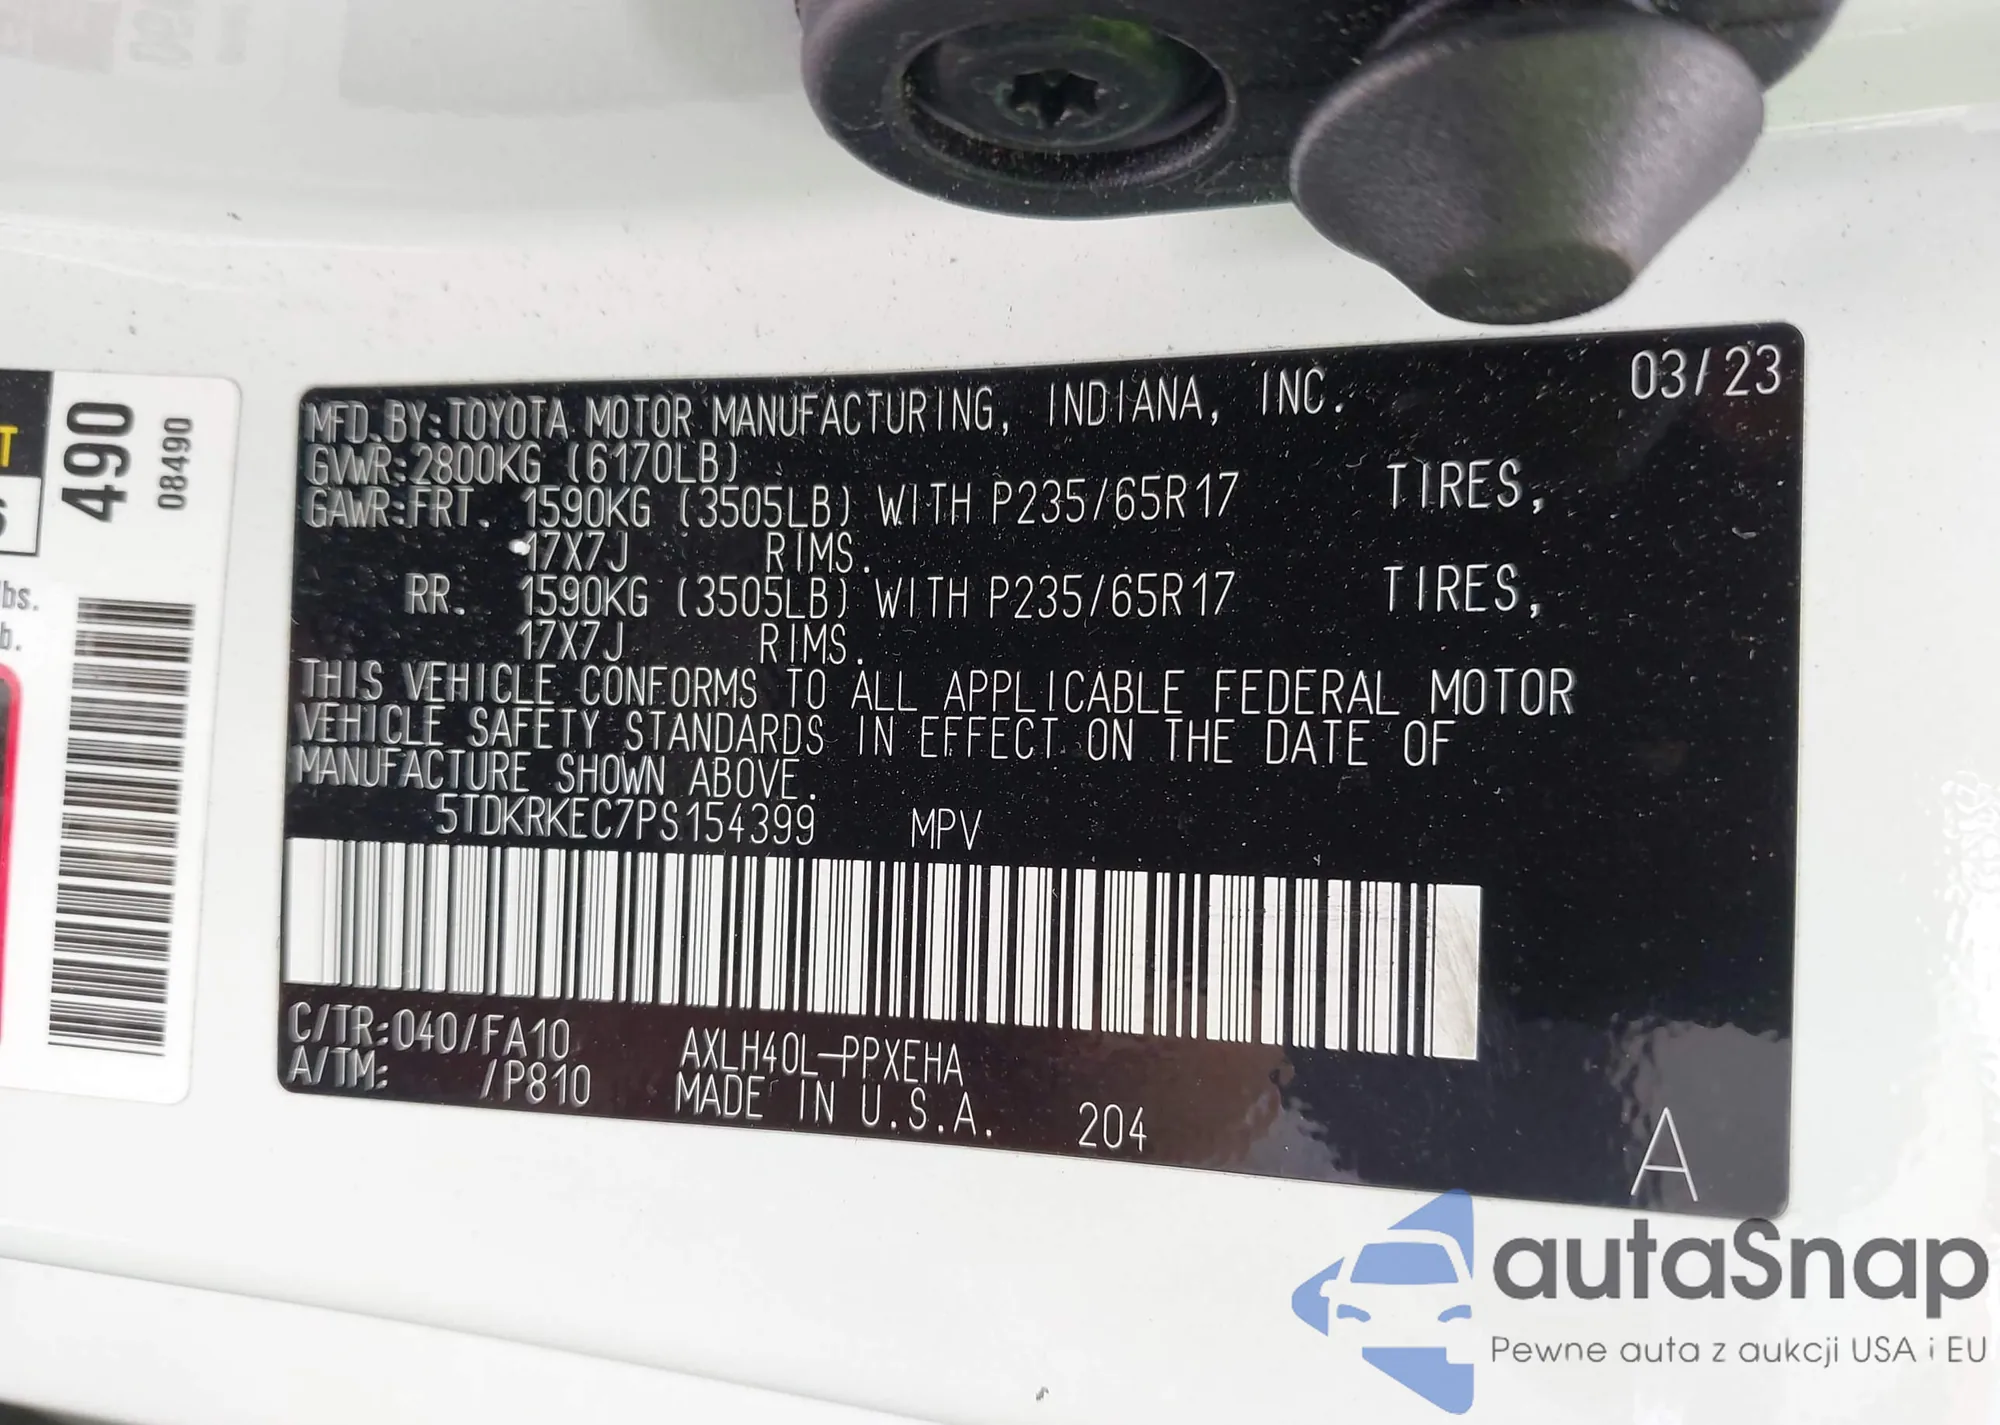 MFD. BY: TOYOTA MOTOR MANUFACTURING, INDIANA, INC. 03/23
GVWR: 2800KG (6170LB)
GAWR: FRT. 1590KG (3505LB) WITH P235/65R17 TIRES,
17X7J RIMS.
RR. 1590KG (3505LB) WITH P235/65R17 TIRES,
17X7J RIMS.
THIS VEHICLE CONFORMS TO ALL APPLICABLE FEDERAL MOTOR
VEHICLE SAFETY STANDARDS IN EFFECT ON THE DATE OF
MANUFACTURE SHOWN ABOVE.
5TDKRKEC7PS154399 MPV
C/TR: 040/FA10 AXLH40L-PPXEHA
A/TM: /P810 MADE IN U.S.A. 204 A
490
08490
lbs.
autaSnap
Pewne auta z aukcji USA i EU